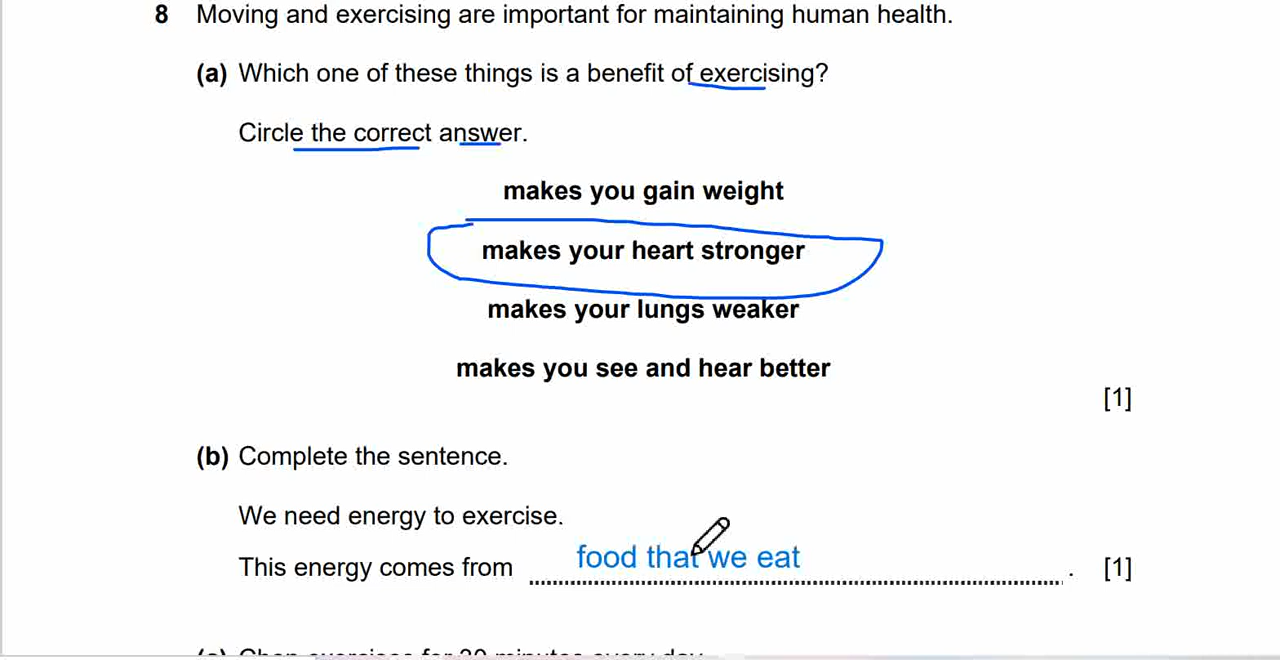 8 Moving and exercising are important for maintaining human health.
(a) Which one of these things is a benefit of exercising?
Circle the correct answer.
makes you gain weight
makes your heart stronger
makes your lungs weaker
makes you see and hear better
[1]
(b) Complete the sentence.
We need energy to exercise.
This energy comes from food that we eat . [1]